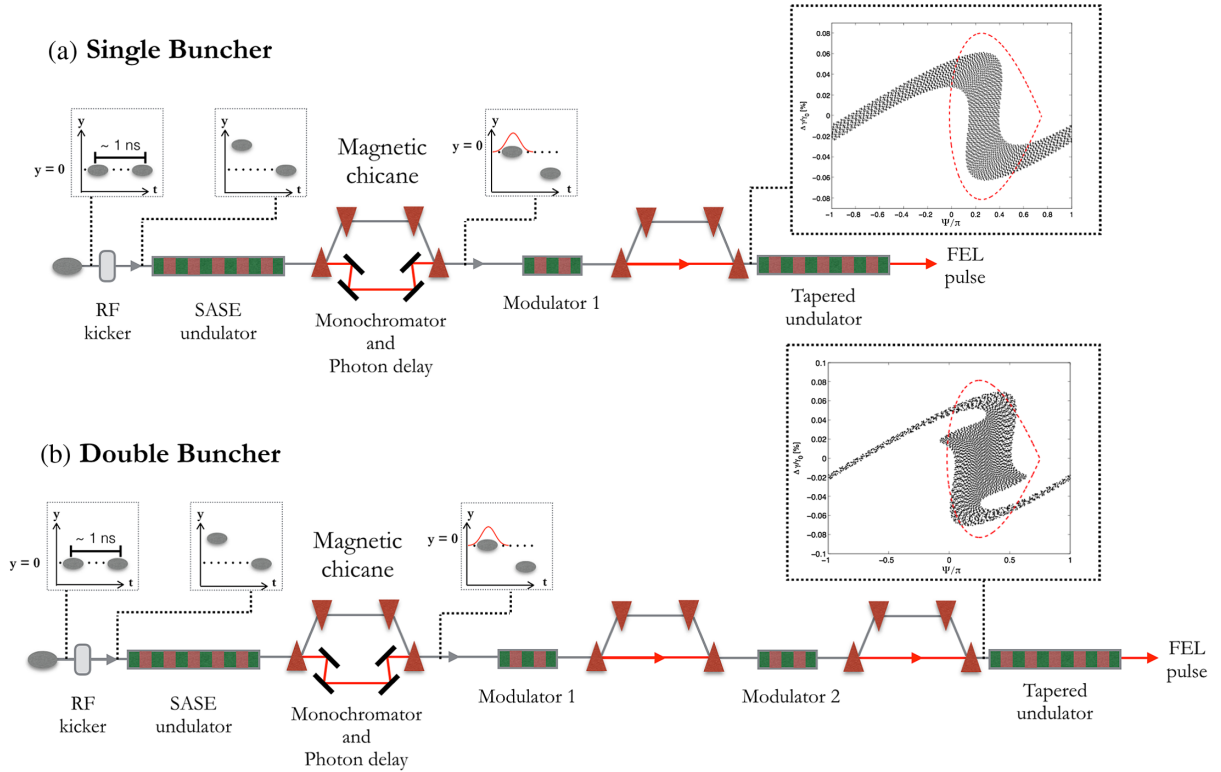 (a) Single Buncher
y
~ 1 ns
y = 0
t
y
t
Magnetic
chicane
y
y = 0
t
0.08
0.06
0.04
0.02
0
-0.02
-0.04
-0.06
-0.08
Δ γ/γ0 [%]
-1 -0.8 -0.6 -0.4 -0.2 0 0.2 0.4 0.6 0.8 1
Ψ/π
RF
kicker
SASE
undulator
Monochromator
and
Photon delay
Modulator 1
Tapered
undulator
FEL
pulse
(b) Double Buncher
y
~ 1 ns
y = 0
t
y
t
Magnetic
chicane
y
y = 0
t
0.1
0.08
0.06
0.04
0.02
0
-0.02
-0.04
-0.06
-0.08
-0.1
Δ γ/γ0 [%]
-1 -0.5 0 0.5 1
Ψ/π
RF
kicker
SASE
undulator
Monochromator
and
Photon delay
Modulator 1
Modulator 2
Tapered
undulator
FEL
pulse